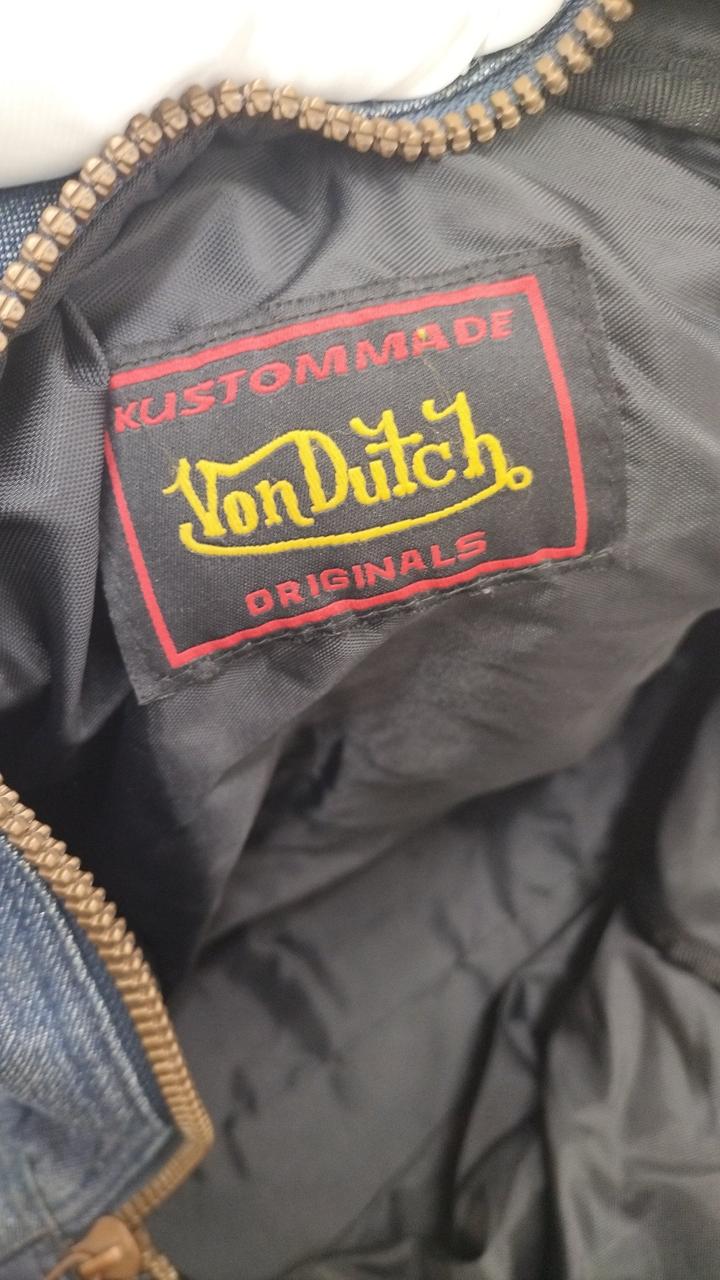 KUSTOMMADE
Von Dutch.
ORIGINALS